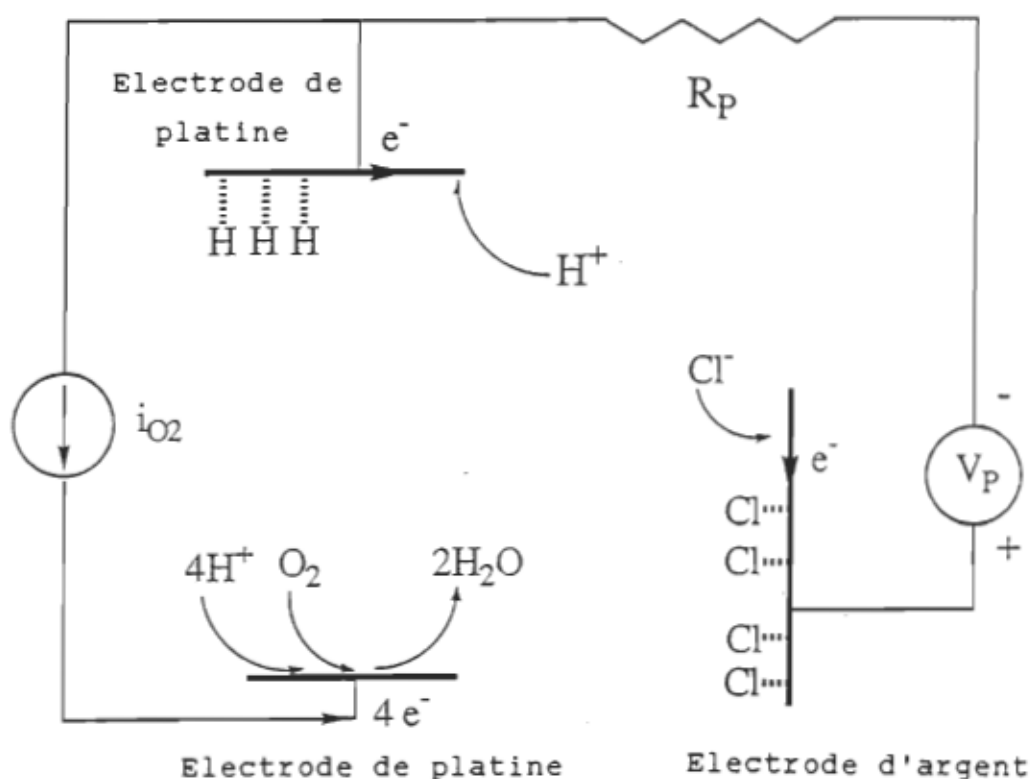 Electrode de
platine
e⁻
R_P
H H H
H⁺
i_O2
Cl⁻
-
e⁻
V_P
Cl
+
Cl
4H⁺ O₂ 2H₂O
Cl
Cl
4 e⁻
Electrode de platine
Electrode d'argent